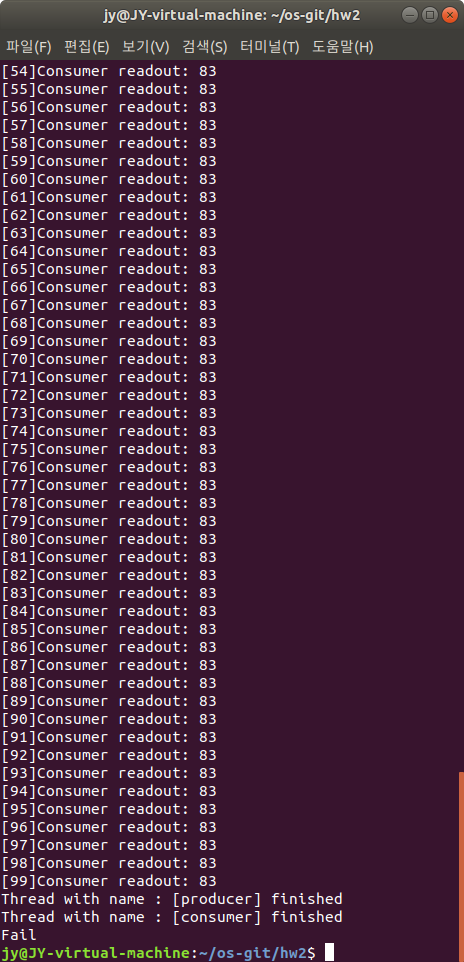 jy@JY-virtual-machine: ~/os-git/hw2
파일(F) 편집(E) 보기(V) 검색(S) 터미널(T) 도움말(H)
[54]Consumer readout: 83
[55]Consumer readout: 83
[56]Consumer readout: 83
[57]Consumer readout: 83
[58]Consumer readout: 83
[59]Consumer readout: 83
[60]Consumer readout: 83
[61]Consumer readout: 83
[62]Consumer readout: 83
[63]Consumer readout: 83
[64]Consumer readout: 83
[65]Consumer readout: 83
[66]Consumer readout: 83
[67]Consumer readout: 83
[68]Consumer readout: 83
[69]Consumer readout: 83
[70]Consumer readout: 83
[71]Consumer readout: 83
[72]Consumer readout: 83
[73]Consumer readout: 83
[74]Consumer readout: 83
[75]Consumer readout: 83
[76]Consumer readout: 83
[77]Consumer readout: 83
[78]Consumer readout: 83
[79]Consumer readout: 83
[80]Consumer readout: 83
[81]Consumer readout: 83
[82]Consumer readout: 83
[83]Consumer readout: 83
[84]Consumer readout: 83
[85]Consumer readout: 83
[86]Consumer readout: 83
[87]Consumer readout: 83
[88]Consumer readout: 83
[89]Consumer readout: 83
[90]Consumer readout: 83
[91]Consumer readout: 83
[92]Consumer readout: 83
[93]Consumer readout: 83
[94]Consumer readout: 83
[95]Consumer readout: 83
[96]Consumer readout: 83
[97]Consumer readout: 83
[98]Consumer readout: 83
[99]Consumer readout: 83
Thread with name : [producer] finished
Thread with name : [consumer] finished
Fail
jy@JY-virtual-machine:~/os-git/hw2$